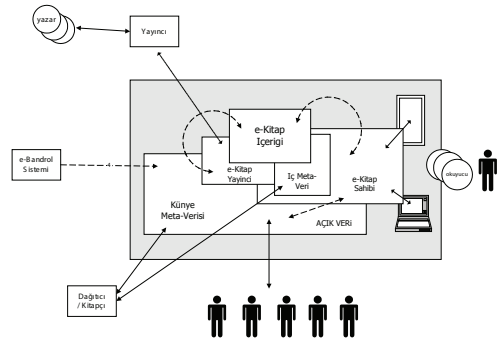 yazar
Yayıncı
e-Kitap
İçeriği
e-Bandrol
Sistemi
e-Kitap
Yayinci
İç Meta-
Veri
e-Kitap
Sahibi
okuyucu
Künye
Meta-Verisi
AÇIK VERi
Dağıtıcı
/ Kitapçı